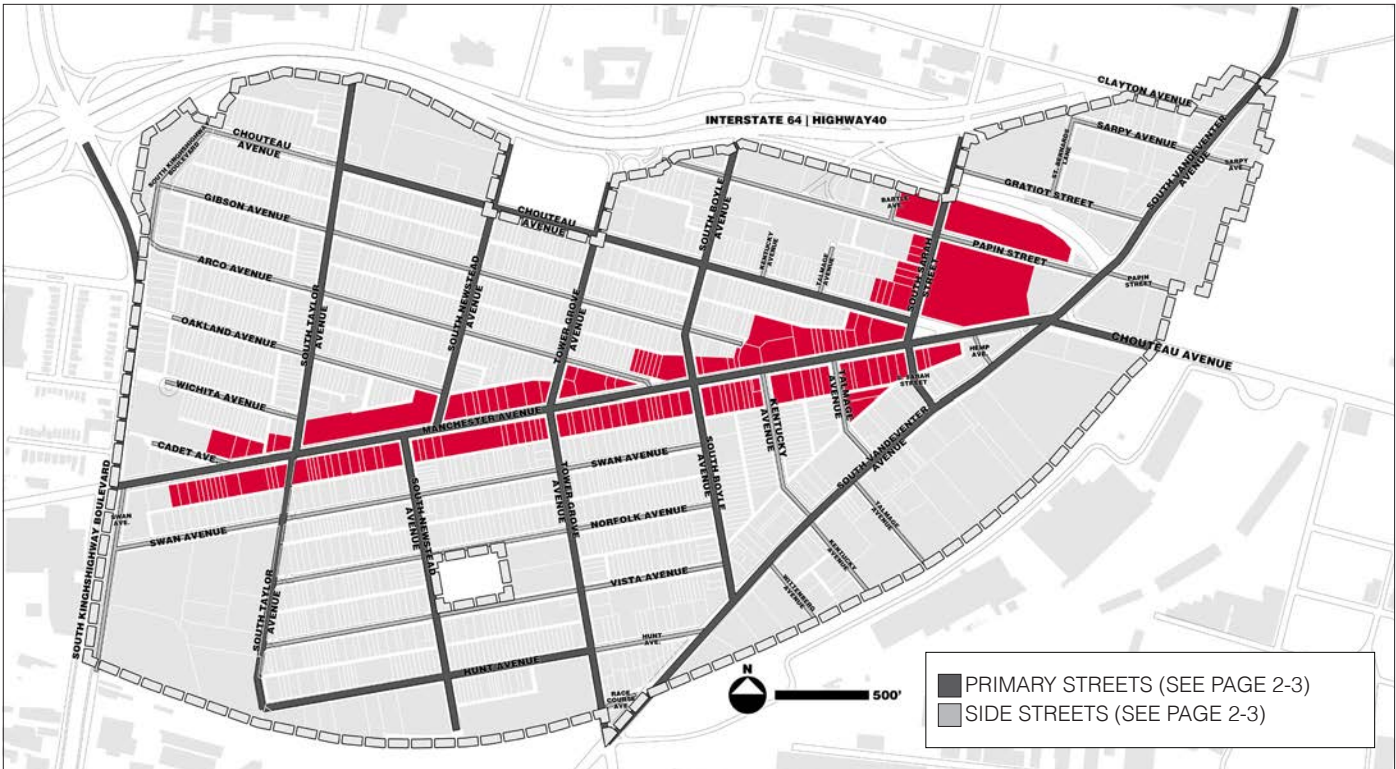 CLAYTON AVENUE
INTERSTATE 64 | HIGHWAY40
SARPY AVENUE
SARPY
AVE.
ST. BERNARDS
LANE
SOUTH VANDEVENTER
AVENUE
GRATIOT STREET
CHOUTEAU
AVENUE
SOUTH KINGHSHIGHWAY
BOULEVARD
GIBSON AVENUE
CHOUTEAU
AVENUE
SOUTH BOYLE
AVENUE
BARTLE
AVE.
PAPIN STREET
PAPIN
STREET
KENTUCKY
AVENUE
TALMAGE
AVENUE
SOUTH SARAH
STREET
ARCO AVENUE
SOUTH TAYLOR
AVENUE
SOUTH NEWSTEAD
AVENUE
TOWER GROVE
AVENUE
OAKLAND AVENUE
CHOUTEAU AVENUE
HEMP
AVE.
SARAH
STREET
WICHITA AVENUE
TALMAGE
AVENUE
KENTUCKY
AVENUE
MANCHESTER AVENUE
CADET AVE.
SOUTH VANDEVENTER
AVENUE
SWAN AVENUE
SOUTH BOYLE
AVENUE
TOWER GROVE
AVENUE
SOUTH NEWSTEAD
AVENUE
SOUTH KINGHSHIGHWAY BOULEVARD
SWAN
AVE.
SWAN AVENUE
NORFOLK AVENUE
TALMAGE
AVENUE
KENTUCKY
AVENUE
VISTA AVENUE
WITTENBERG
AVENUE
SOUTH TAYLOR
AVENUE
HUNT
AVE.
HUNT AVENUE
RACE
COURSE
AVE.
N
500'
PRIMARY STREETS (SEE PAGE 2-3)
SIDE STREETS (SEE PAGE 2-3)